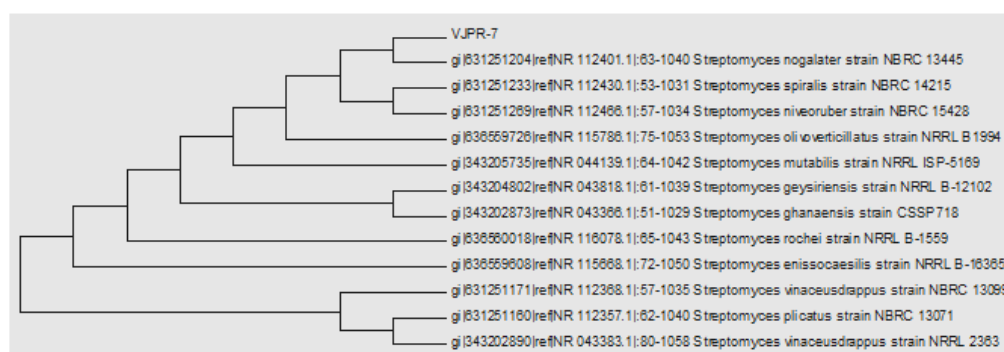 VJPR-7
gi|631251204|ref|NR 112401.1|:63-1040 Streptomyces nogalater strain NBRC 13445
gi|631251233|ref|NR 112430.1|:53-1031 Streptomyces spiralis strain NBRC 14215
gi|631251269|ref|NR 112466.1|:57-1034 Streptomyces niveoruber strain NBRC 15428
gi|636559726|ref|NR 115786.1|:75-1053 Streptomyces olivoverticillatus strain NRRL B1994
gi|343205735|ref|NR 044139.1|:64-1042 Streptomyces mutabilis strain NRRL ISP-5169
gi|343204802|ref|NR 043818.1|:61-1039 Streptomyces geysiriensis strain NRRL B-12102
gi|343202873|ref|NR 043366.1|:51-1029 Streptomyces ghanaensis strain CSSP718
gi|636560018|ref|NR 116078.1|:65-1043 Streptomyces rochei strain NRRL B-1559
gi|636559608|ref|NR 115668.1|:72-1050 Streptomyces enissocaesilis strain NRRL B-16365
gi|631251171|ref|NR 112368.1|:57-1035 Streptomyces vinaceusdrappus strain NBRC 13099
gi|631251160|ref|NR 112357.1|:62-1040 Streptomyces plicatus strain NBRC 13071
gi|343202890|ref|NR 043383.1|:80-1058 Streptomyces vinaceusdrappus strain NRRL 2363